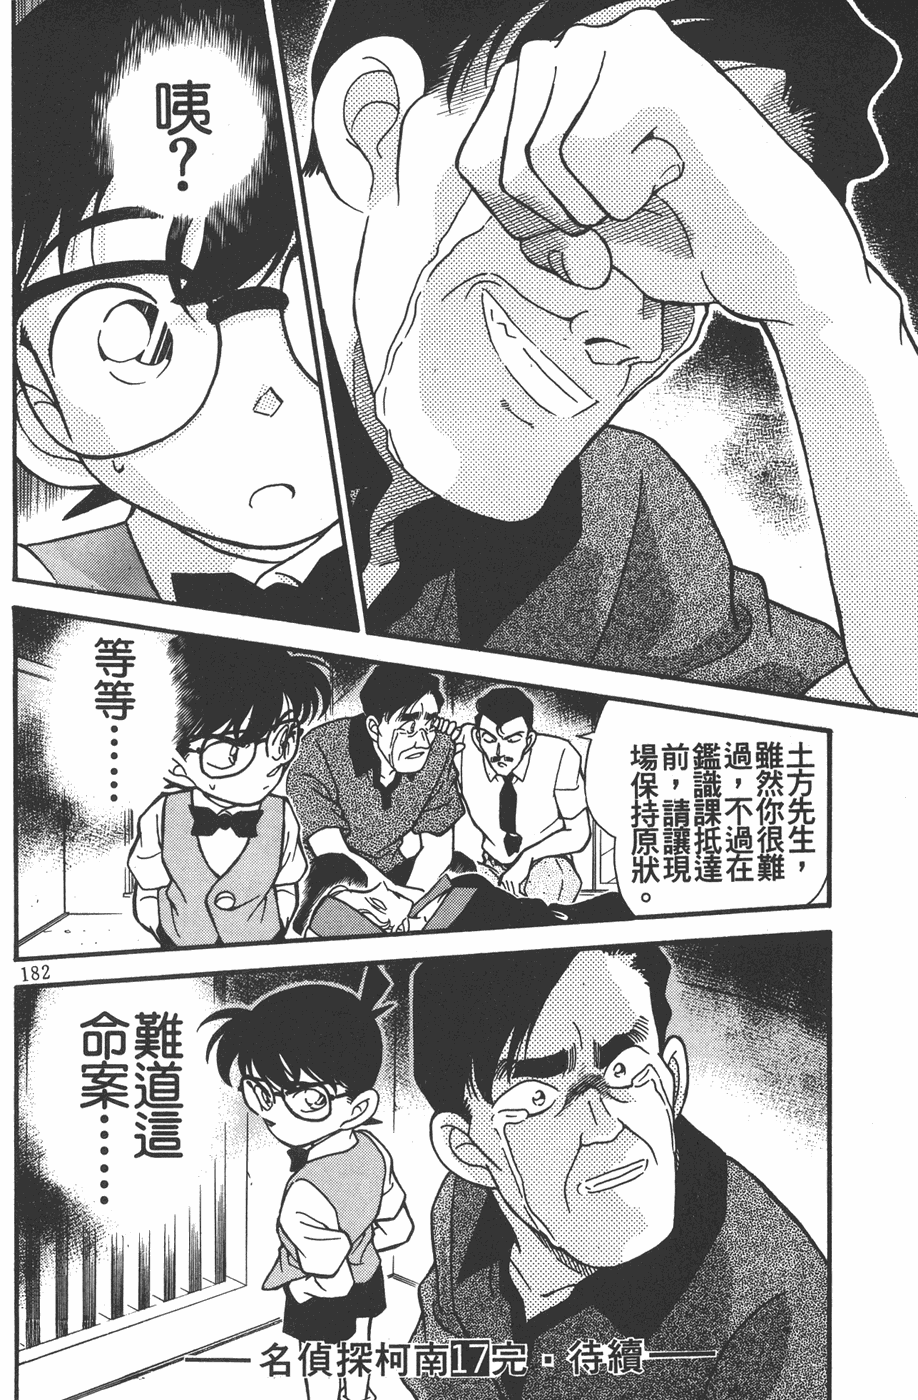 咦？
土方先生，
雖然你很難
過，不過在
鑑識課抵達
前，請讓現
場保持原狀。
等等……
182
難道這
命案……
名偵探柯南17完・待續